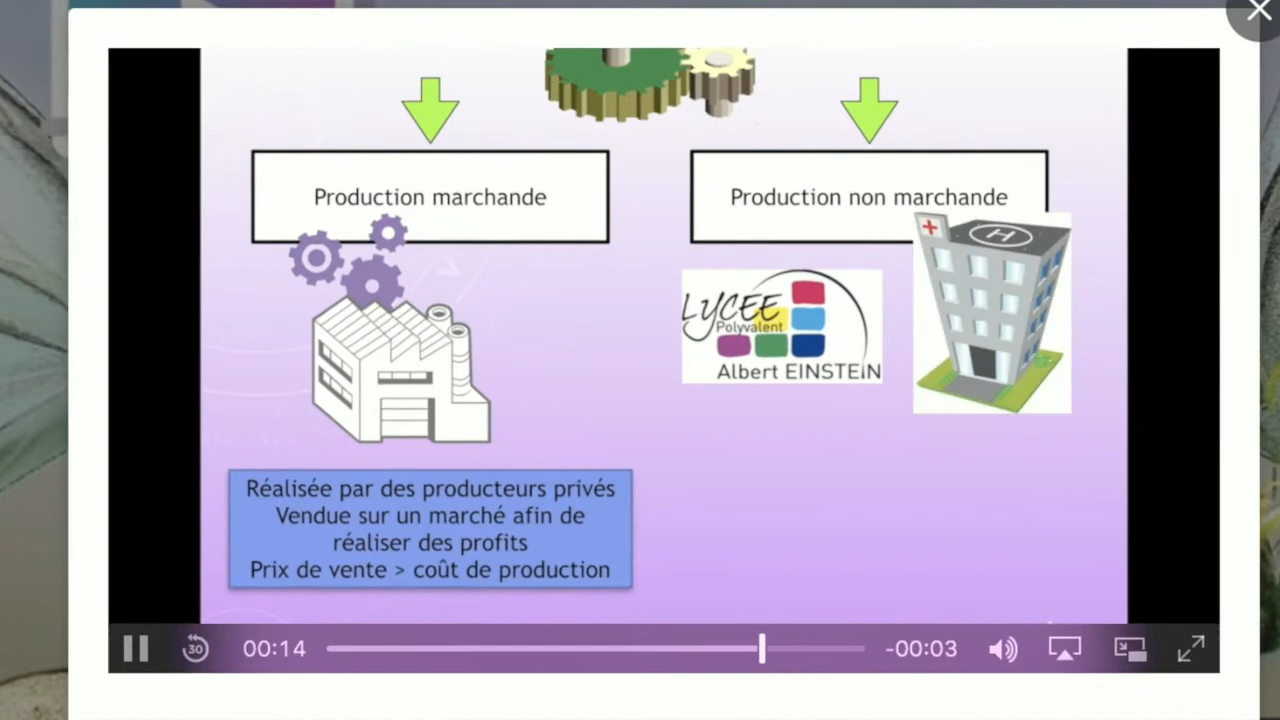 Production marchande
Production non marchande
H
LYCEE
Polyvalent
Albert EINSTEIN
Réalisée par des producteurs privés
Vendue sur un marché afin de
réaliser des profits
Prix de vente > coût de production
30
00:14
-00:03